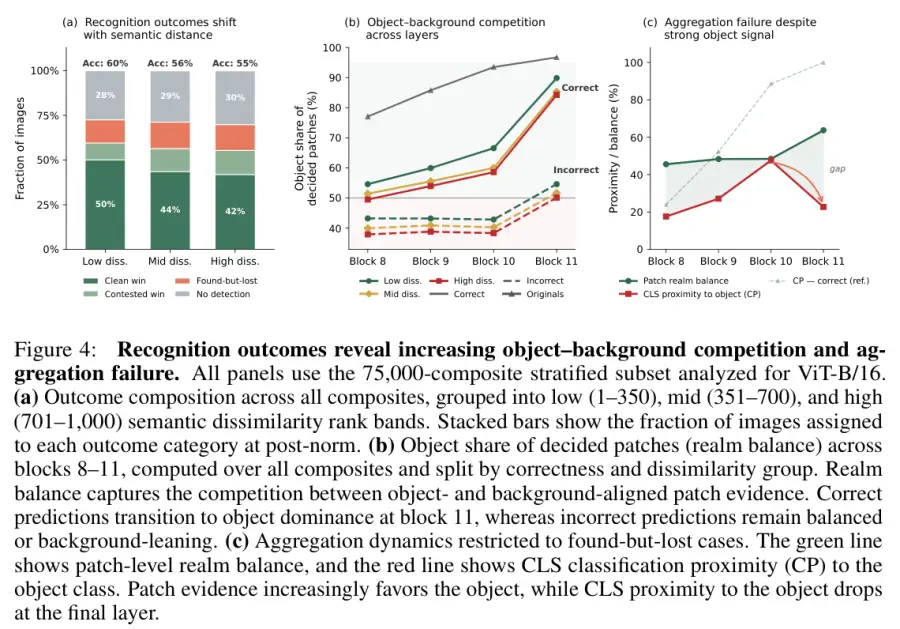 (a) Recognition outcomes shift
with semantic distance
Acc: 60% Acc: 56% Acc: 55%
100%
75%
50%
25%
0%
Fraction of images
28% 29% 30%
50% 44% 42%
Low diss. Mid diss. High diss.
Clean win Found-but-lost
Contested win No detection
(b) Object–background competition
across layers
100
90
80
70
60
50
40
Object share of
decided patches (%)
Correct
Incorrect
Block 8 Block 9 Block 10 Block 11
Low diss. High diss. Incorrect
Mid diss. Correct Originals
(c) Aggregation failure despite
strong object signal
100
80
60
40
20
0
Proximity / balance (%)
gap
Block 8 Block 9 Block 10 Block 11
Patch realm balance CP — correct (ref.)
CLS proximity to object (CP)
Figure 4: Recognition outcomes reveal increasing object–background competition and ag-
gregation failure. All panels use the 75,000-composite stratified subset analyzed for ViT-B/16.
(a) Outcome composition across all composites, grouped into low (1–350), mid (351–700), and high
(701–1,000) semantic dissimilarity rank bands. Stacked bars show the fraction of images assigned
to each outcome category at post-norm. (b) Object share of decided patches (realm balance) across
blocks 8–11, computed over all composites and split by correctness and dissimilarity group. Realm
balance captures the competition between object- and background-aligned patch evidence. Correct
predictions transition to object dominance at block 11, whereas incorrect predictions remain balanced
or background-leaning. (c) Aggregation dynamics restricted to found-but-lost cases. The green line
shows patch-level realm balance, and the red line shows CLS classification proximity (CP) to the
object class. Patch evidence increasingly favors the object, while CLS proximity to the object drops
at the final layer.